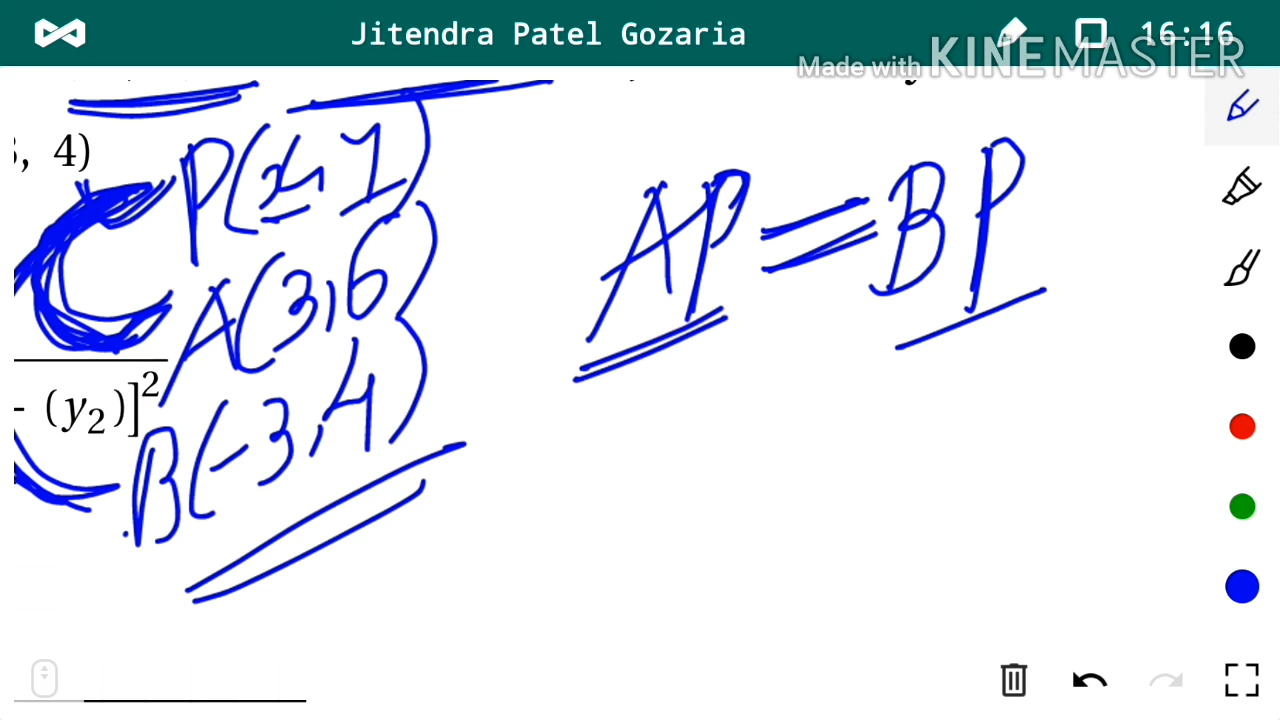 Jitendra Patel Gozaria
16:16
Made with KINEMASTER
, 4)
P(x, y)
A(3,6)
B(-3,4)
AP = BP
- (y₂)]²